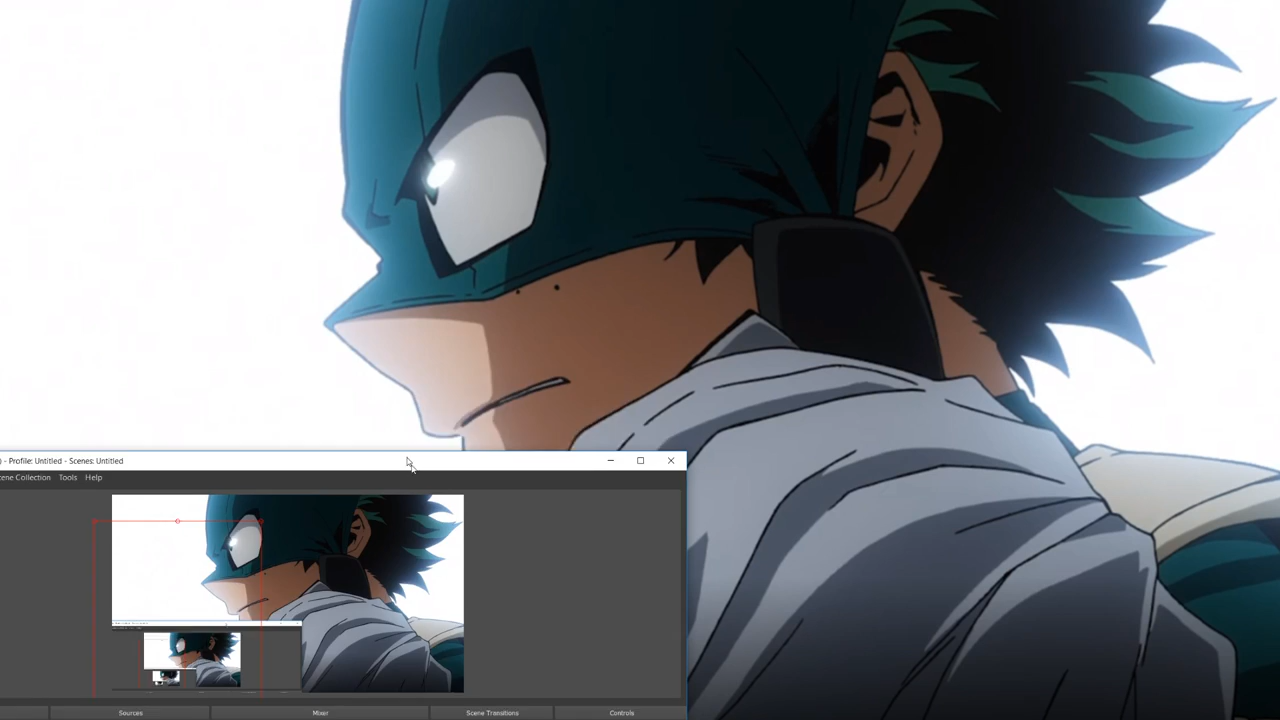 ) - Profile: Untitled - Scenes: Untitled
cene Collection Tools Help
Sources Mixer Scene Transitions Controls